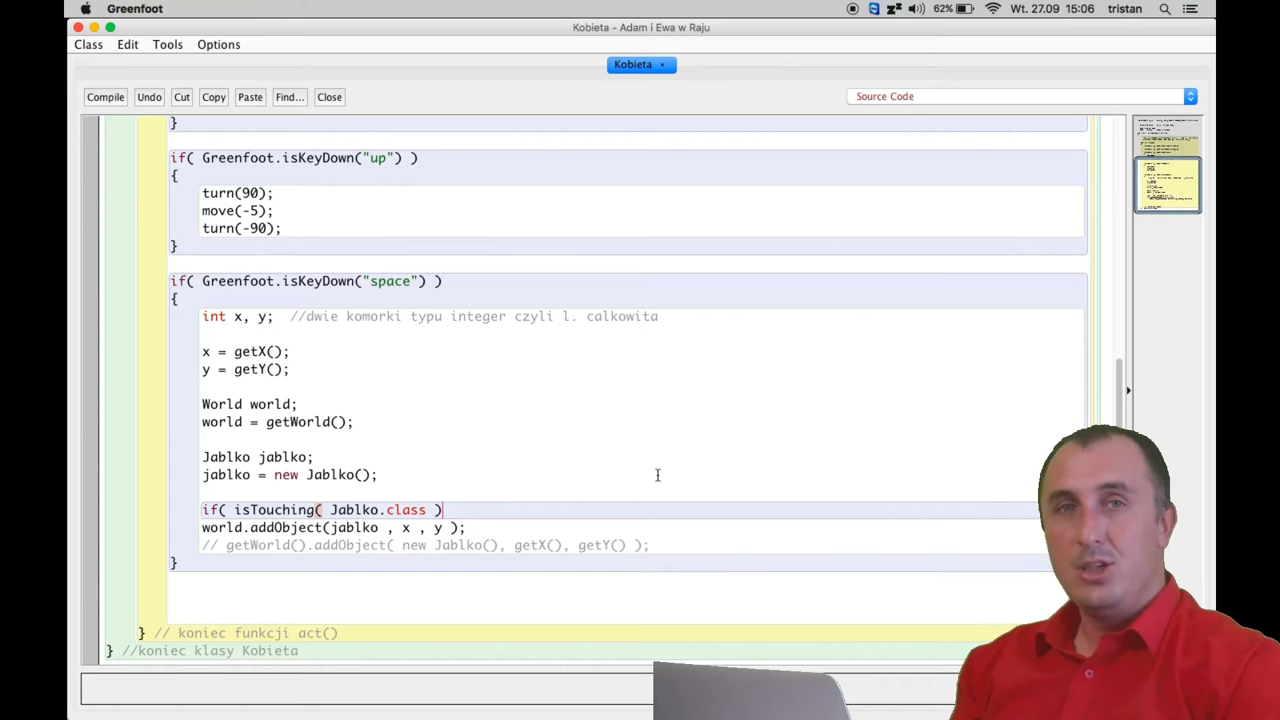 Greenfoot 62% Wt. 27.09 15:06 tristan
Kobieta - Adam i Ewa w Raju
Class Edit Tools Options
Kobieta ×
Compile Undo Cut Copy Paste Find... Close Source Code
}
if( Greenfoot.isKeyDown("up") )
{
turn(90);
move(-5);
turn(-90);
}
if( Greenfoot.isKeyDown("space") )
{
int x, y; //dwie komorki typu integer czyli l. calkowita
x = getX();
y = getY();
World world;
world = getWorld();
Jablko jablko;
jablko = new Jablko();
if( isTouching( Jablko.class )
world.addObject(jablko , x , y );
// getWorld().addObject( new Jablko(), getX(), getY() );
}
} // koniec funkcji act()
} //koniec klasy Kobieta